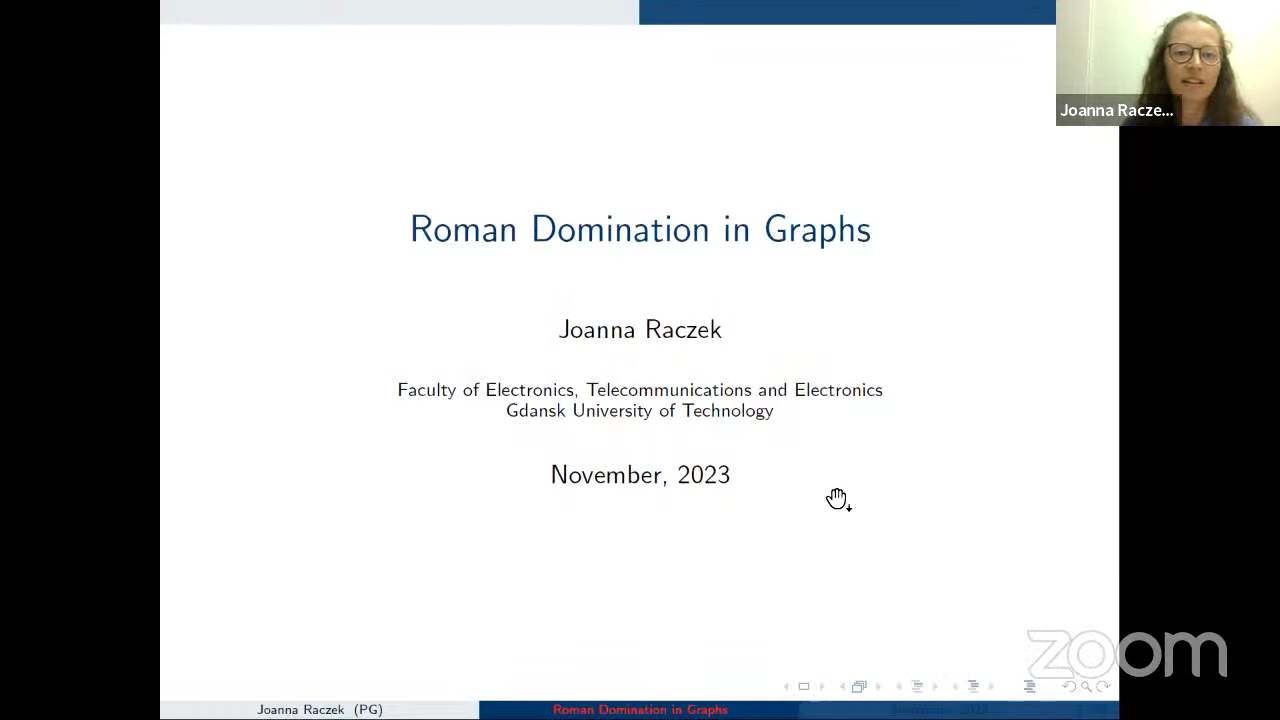 Joanna Racze...
Roman Domination in Graphs
Joanna Raczek
Faculty of Electronics, Telecommunications and Electronics
Gdansk University of Technology
November, 2023
zoom
Joanna Raczek (PG)
Roman Domination in Graphs